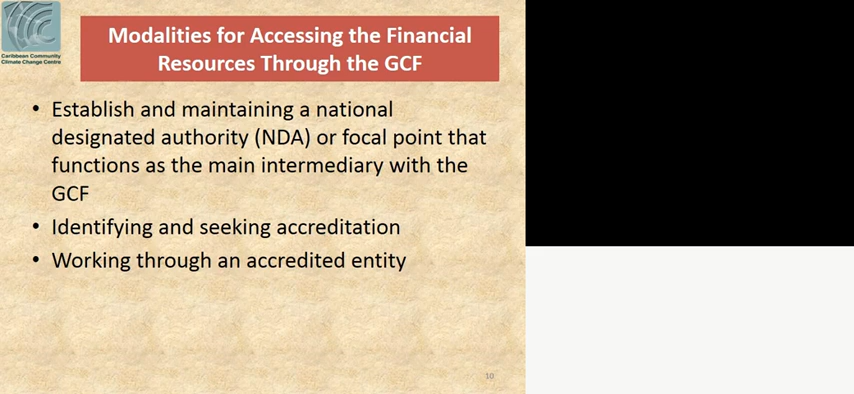 Caribbean Community
Climate Change Centre
Modalities for Accessing the Financial
Resources Through the GCF
• Establish and maintaining a national
designated authority (NDA) or focal point that
functions as the main intermediary with the
GCF
• Identifying and seeking accreditation
• Working through an accredited entity
10